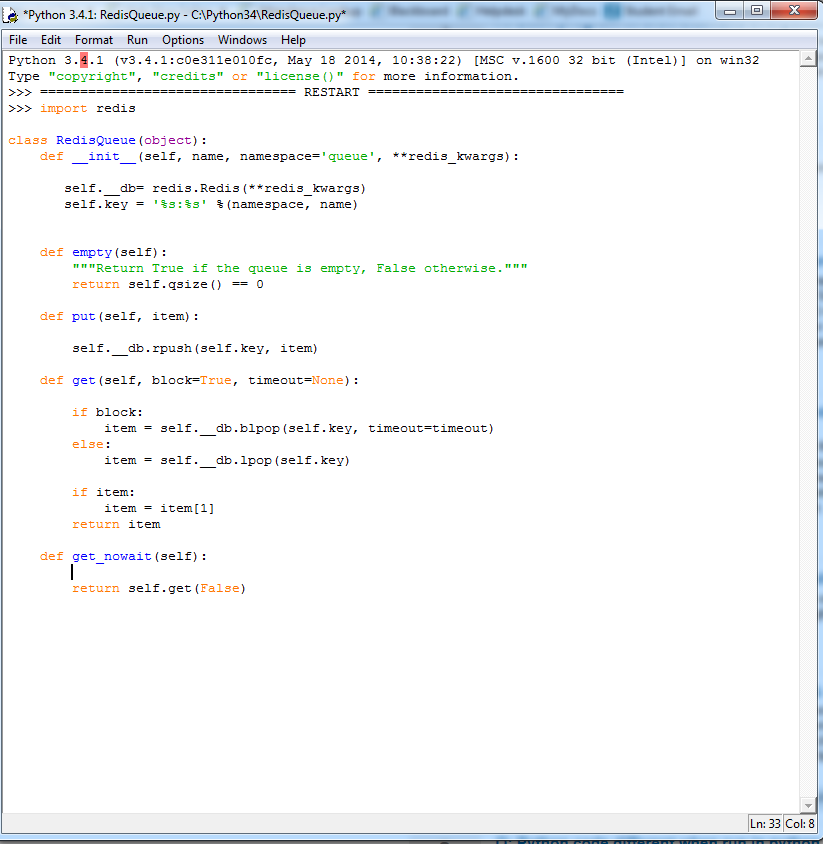 *Python 3.4.1: RedisQueue.py - C:\Python34\RedisQueue.py*
File Edit Format Run Options Windows Help
Python 3.4.1 (v3.4.1:c0e311e010fc, May 18 2014, 10:38:22) [MSC v.1600 32 bit (Intel)] on win32
Type "copyright", "credits" or "license()" for more information.
>>> ================================ RESTART ================================
>>> import redis
class RedisQueue(object):
    def __init__(self, name, namespace='queue', **redis_kwargs):
       self.__db= redis.Redis(**redis_kwargs)
       self.key = '%s:%s' %(namespace, name)
    def empty(self):
        """Return True if the queue is empty, False otherwise."""
        return self.qsize() == 0
    def put(self, item):
        self.__db.rpush(self.key, item)
    def get(self, block=True, timeout=None):
        if block:
            item = self.__db.blpop(self.key, timeout=timeout)
        else:
            item = self.__db.lpop(self.key)
        if item:
            item = item[1]
        return item
    def get_nowait(self):
        return self.get(False)
Ln: 33 Col: 8